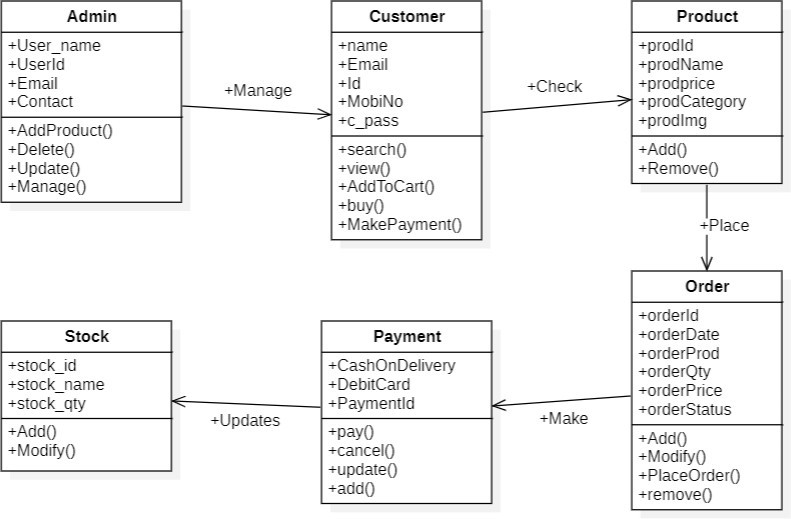 Admin
+User_name
+UserId
+Email
+Contact
+AddProduct()
+Delete()
+Update()
+Manage()
+Manage
Customer
+name
+Email
+Id
+MobiNo
+c_pass
+search()
+view()
+AddToCart()
+buy()
+MakePayment()
+Check
Product
+prodId
+prodName
+prodprice
+prodCategory
+prodImg
+Add()
+Remove()
+Place
Order
+orderId
+orderDate
+orderProd
+orderQty
+orderPrice
+orderStatus
+Add()
+Modify()
+PlaceOrder()
+remove()
+Make
Payment
+CashOnDelivery
+DebitCard
+PaymentId
+pay()
+cancel()
+update()
+add()
+Updates
Stock
+stock_id
+stock_name
+stock_qty
+Add()
+Modify()